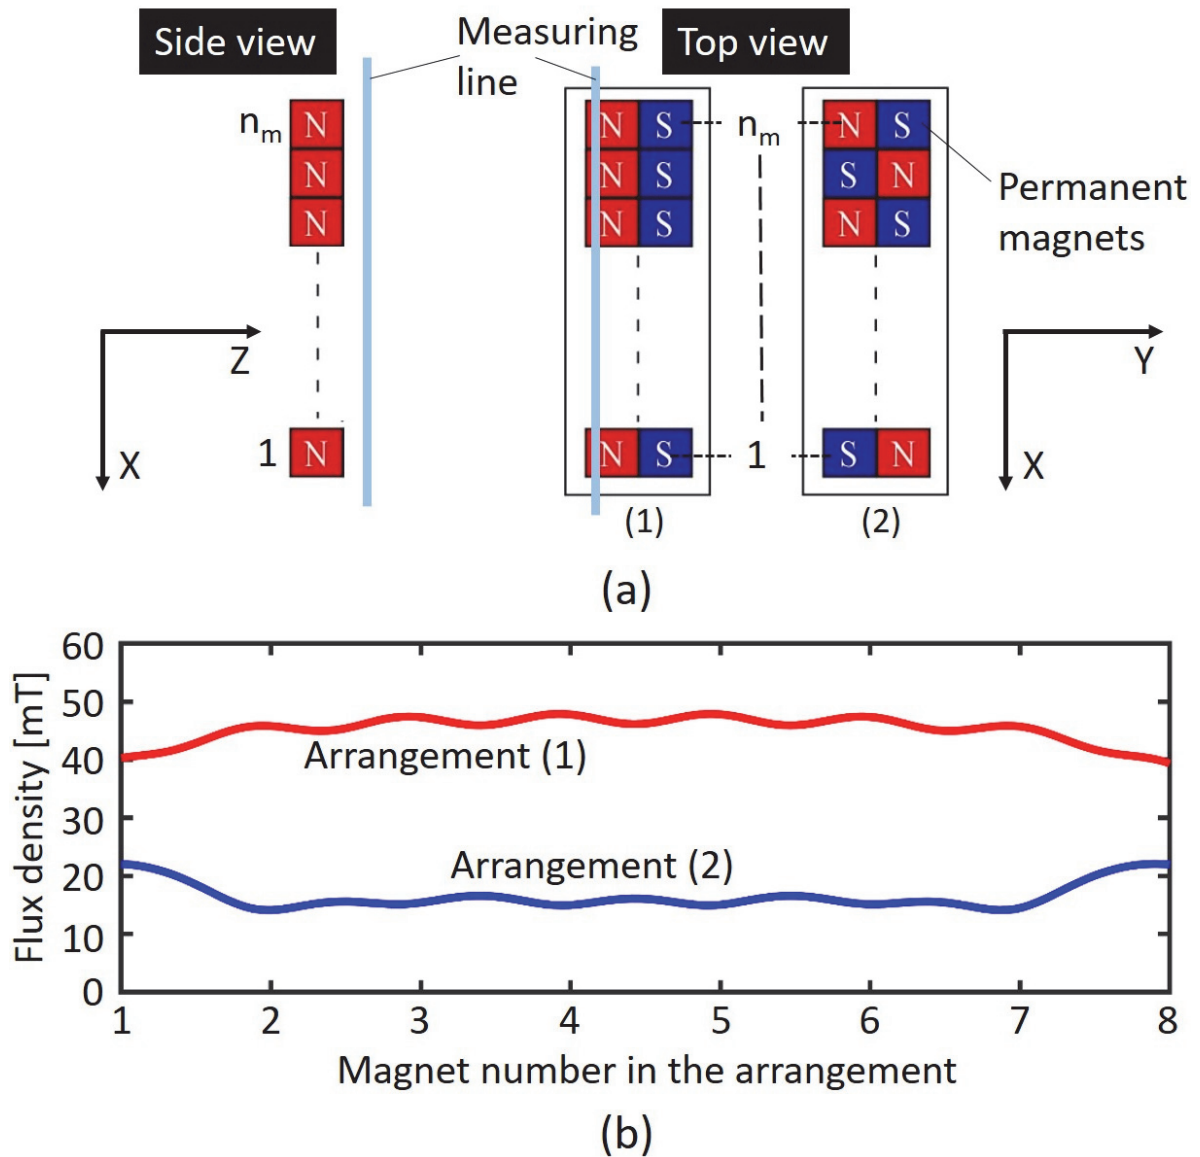 Side view
Measuring
line
Top view
n_m N
N
N
1 N
Z
X
N S
N S
N S
N S
n_m
1
N S
S N
N S
S N
Permanent
magnets
Y
X
(1)
(2)
(a)
Flux density [mT]
60
50
40
30
20
10
0
Arrangement (1)
Arrangement (2)
1 2 3 4 5 6 7 8
Magnet number in the arrangement
(b)